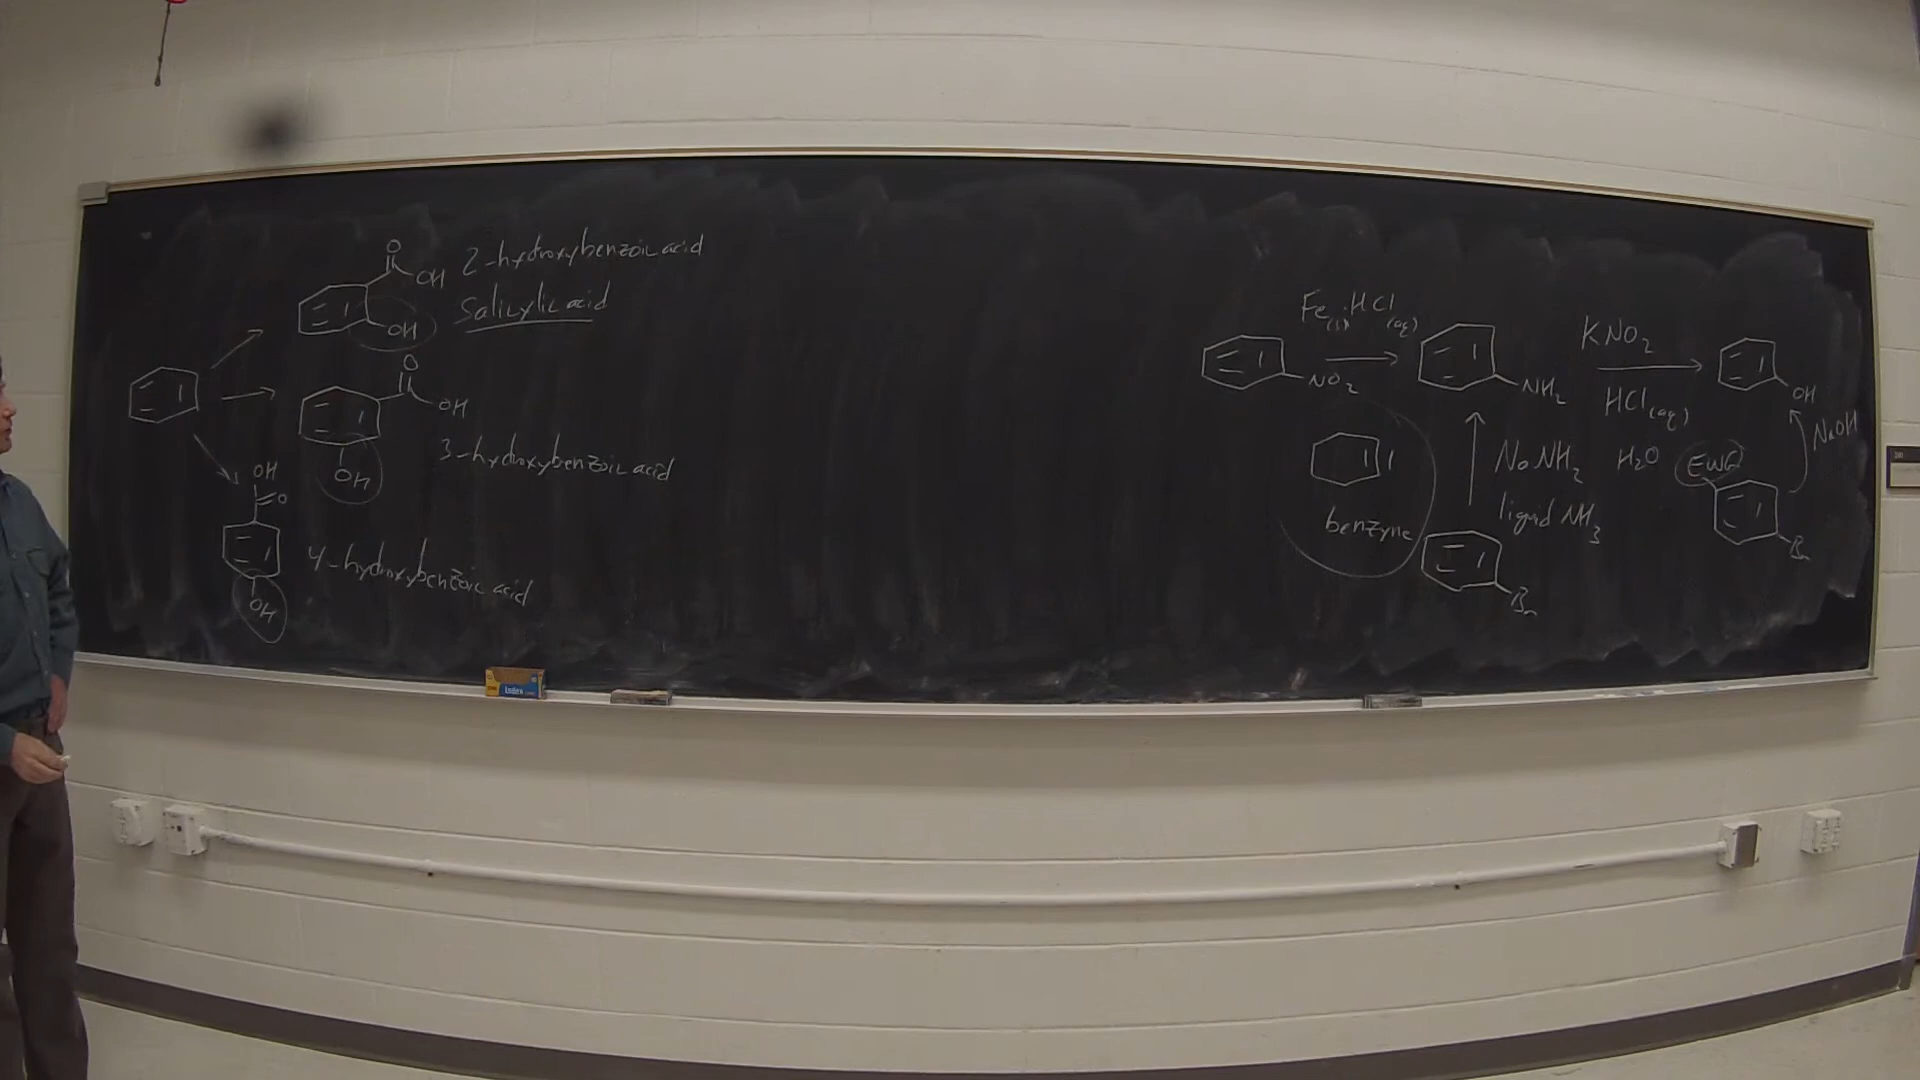 O
OH
2-hydroxybenzoic acid
Salicylic acid
OH
O
OH
3-hydroxybenzoic acid
OH
OH
O
4-hydroxybenzoic acid
OH
Fe(s) HCl(aq)
NO2
NH2
KNO2
HCl(aq)
H2O
OH
NaOH
benzyne
NaNH2
liquid NH3
Br
EWG
Br
Index